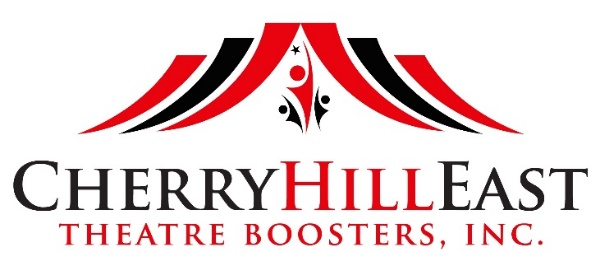 CHERRYHILLEAST
THEATRE BOOSTERS, INC.